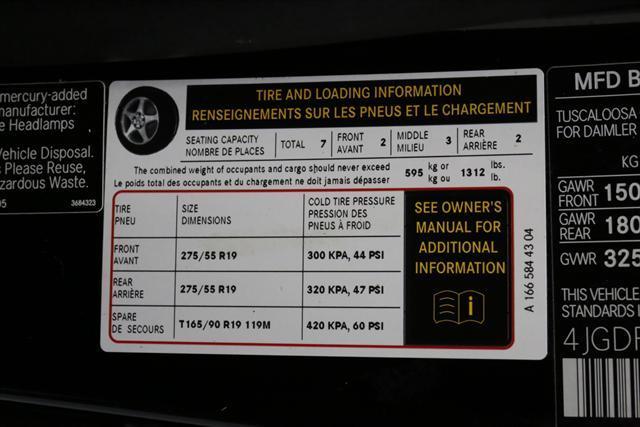 mercury-added
manufacturer:
e Headlamps
Vehicle Disposal.
s Please Reuse,
zardous Waste.
05
3684323
TIRE AND LOADING INFORMATION
RENSEIGNEMENTS SUR LES PNEUS ET LE CHARGEMENT
SEATING CAPACITY
NOMBRE DE PLACES
TOTAL 7
FRONT
AVANT 2
MIDDLE
MILIEU 3
REAR
ARRIÈRE 2
The combined weight of occupants and cargo should never exceed
Le poids total des occupants et du chargement ne doit jamais dépasser
595 kg or
kg ou
1312 lbs.
lb.
TIRE
PNEU
SIZE
DIMENSIONS
COLD TIRE PRESSURE
PRESSION DES
PNEUS À FROID
FRONT
AVANT
275/55 R19
300 KPA, 44 PSI
REAR
ARRIÈRE
275/55 R19
320 KPA, 47 PSI
SPARE
DE SECOURS
T165/90 R19 119M
420 KPA, 60 PSI
SEE OWNER'S
MANUAL FOR
ADDITIONAL
INFORMATION
i
A 166 584 43 04
MFD B
TUSCALOOSA
FOR DAIMLER
KG
GAWR
FRONT 150
GAWR
REAR 180
GVWR 325
THIS VEHICLE
STANDARDS I
4JGDF